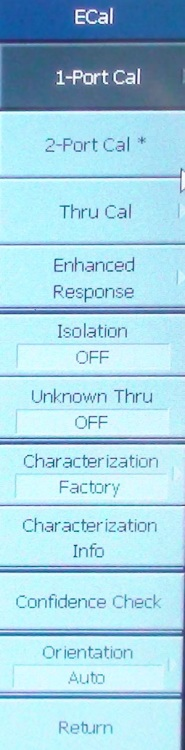 ECal
1-Port Cal
2-Port Cal *
Thru Cal
Enhanced
Response
Isolation
OFF
Unknown Thru
OFF
Characterization
Factory
Characterization
Info
Confidence Check
Orientation
Auto
Return